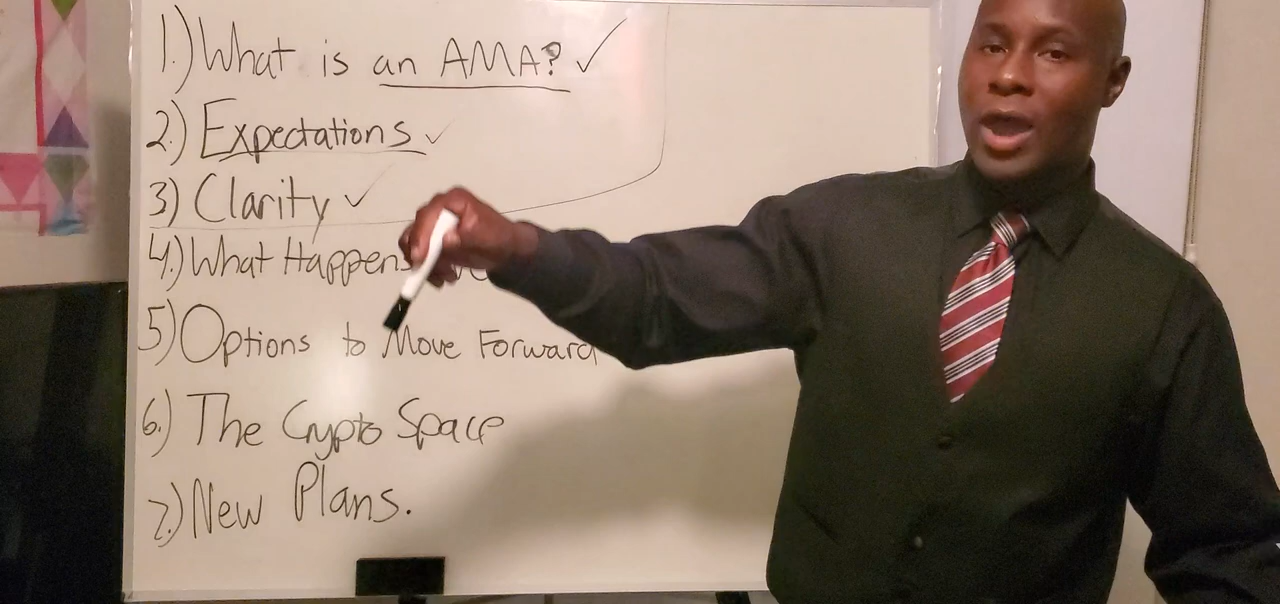 1.) What is an AMA? ✓
2.) Expectations ✓
3) Clarity ✓
4.) What Happens
5) Options to Move Forward
6.) The Crypto Space
7.) New Plans.